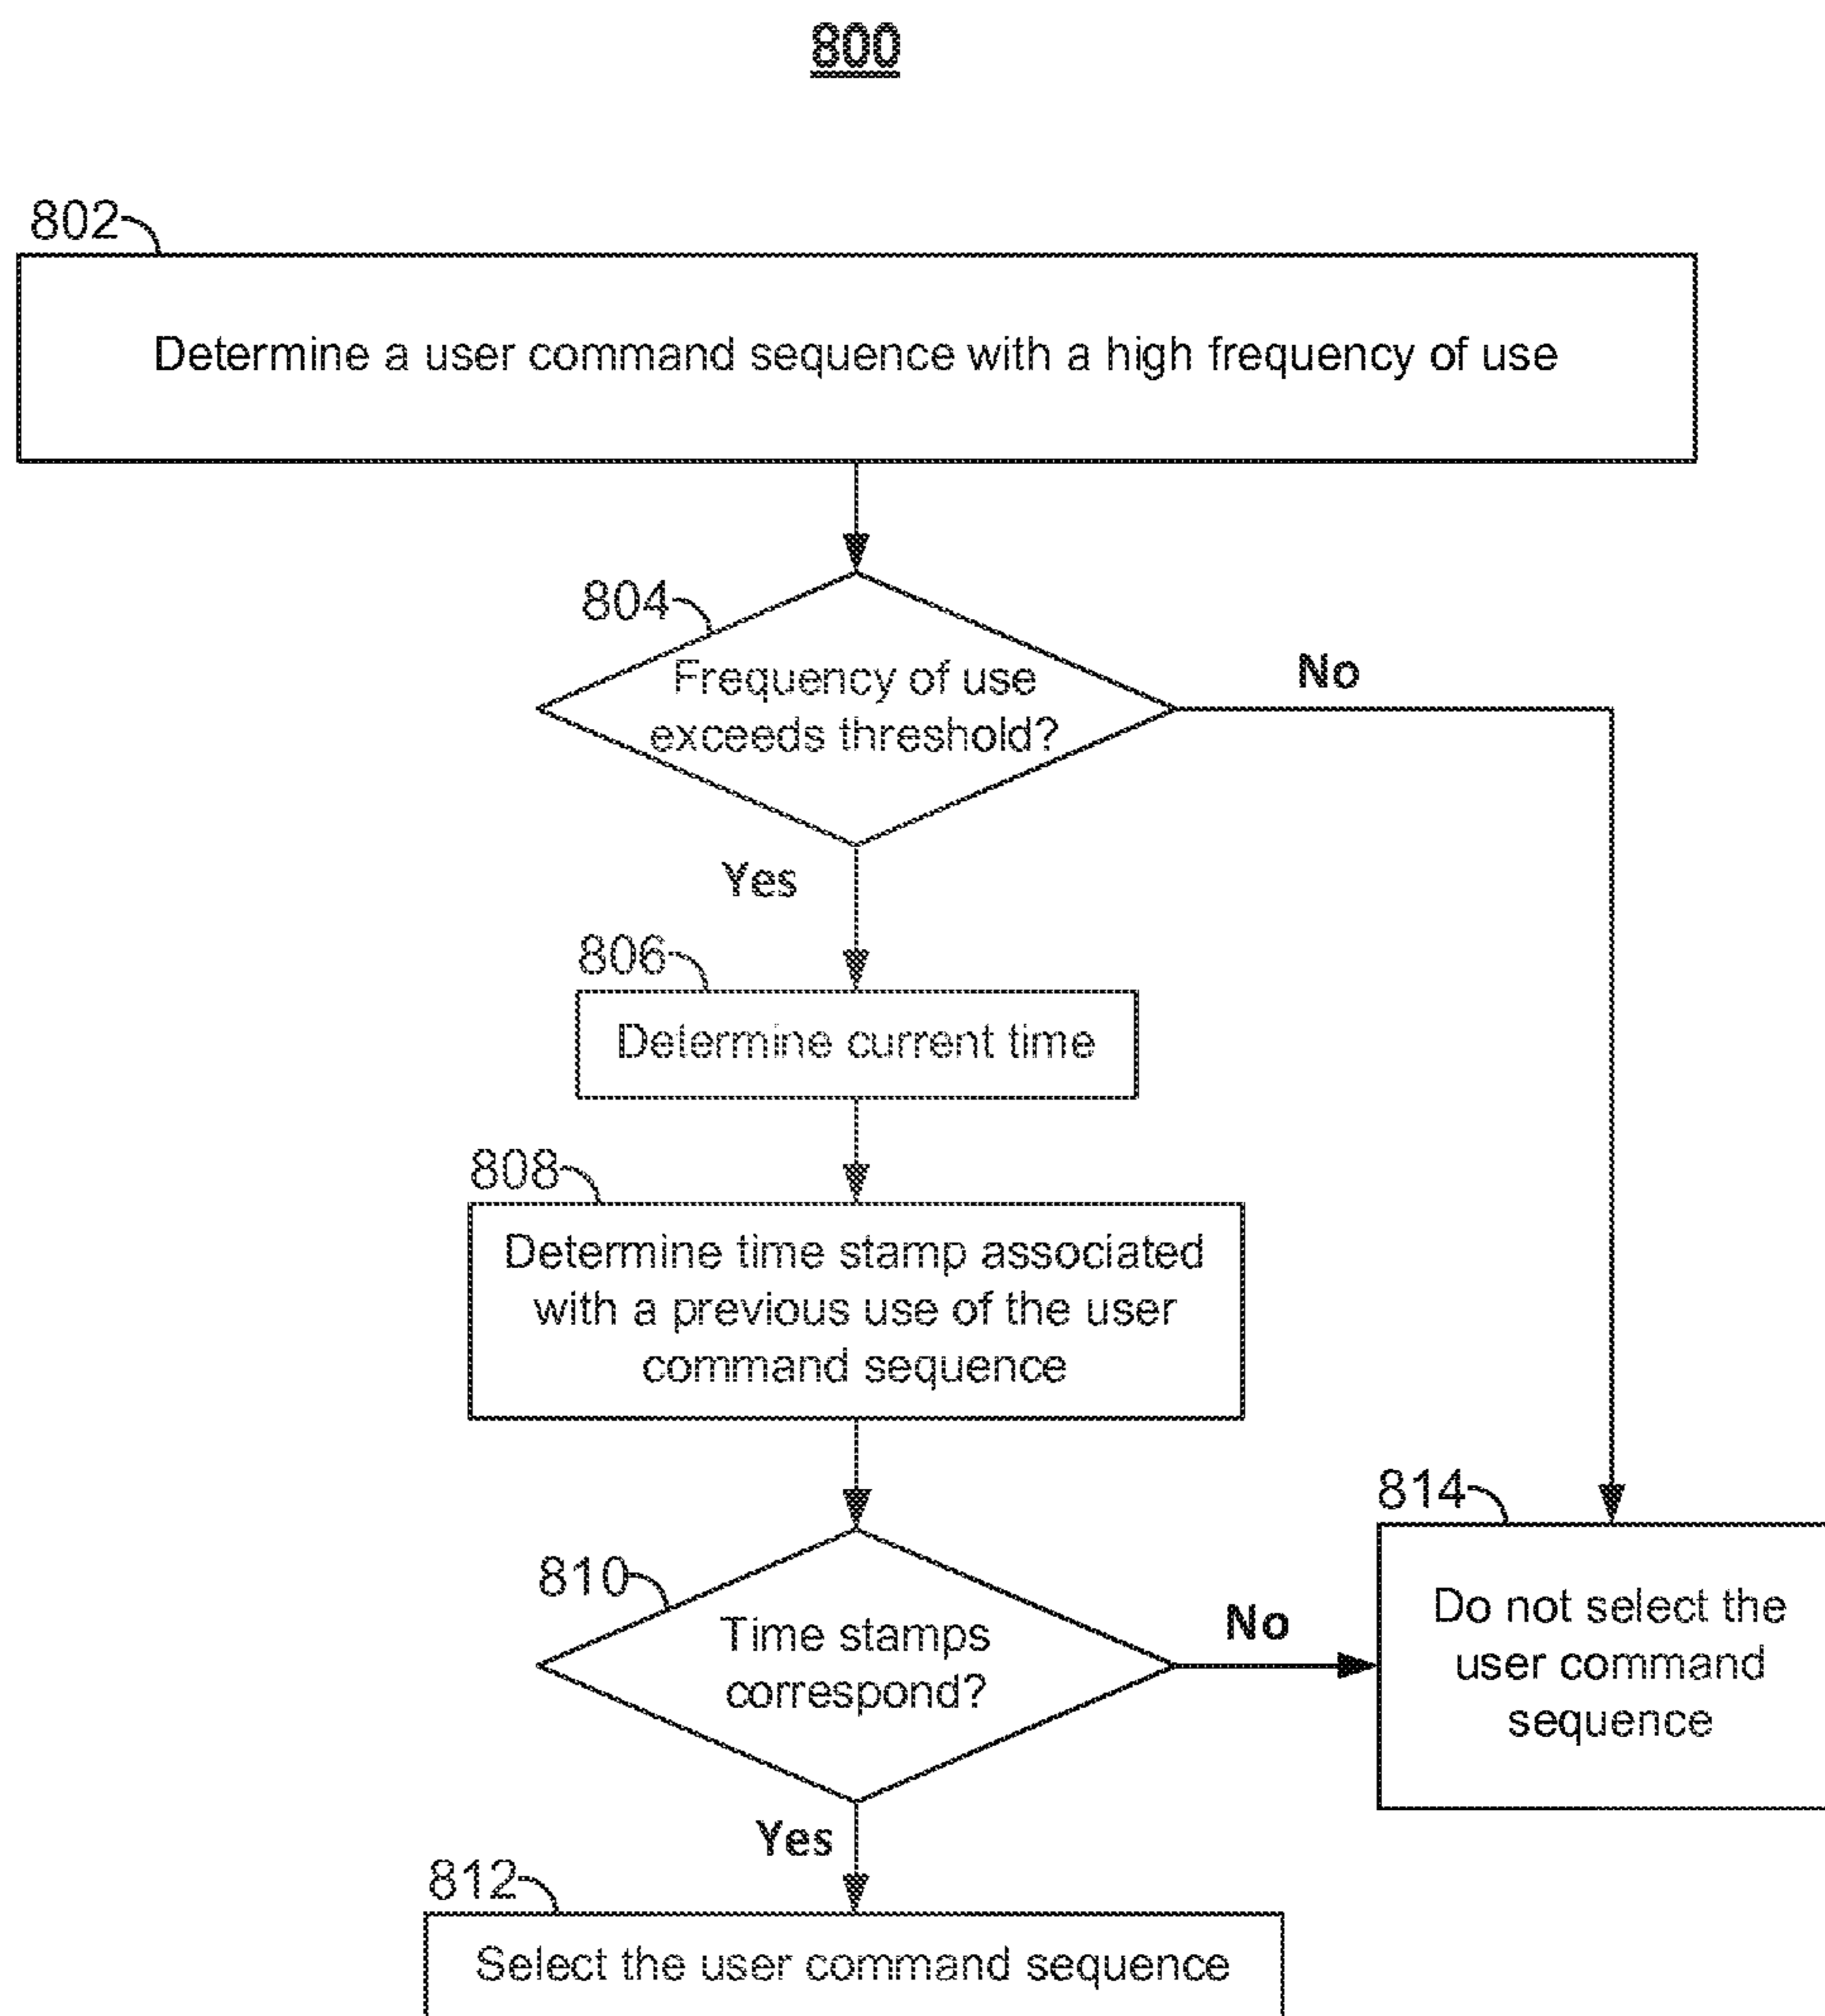 800
802
Determine a user command sequence with a high frequency of use
804
Frequency of use
exceeds threshold?
No
Yes
806
Determine current time
808
Determine time stamp associated
with a previous use of the user
command sequence
810
Time stamps
correspond?
No
814
Do not select the
user command
sequence
Yes
812
Select the user command sequence